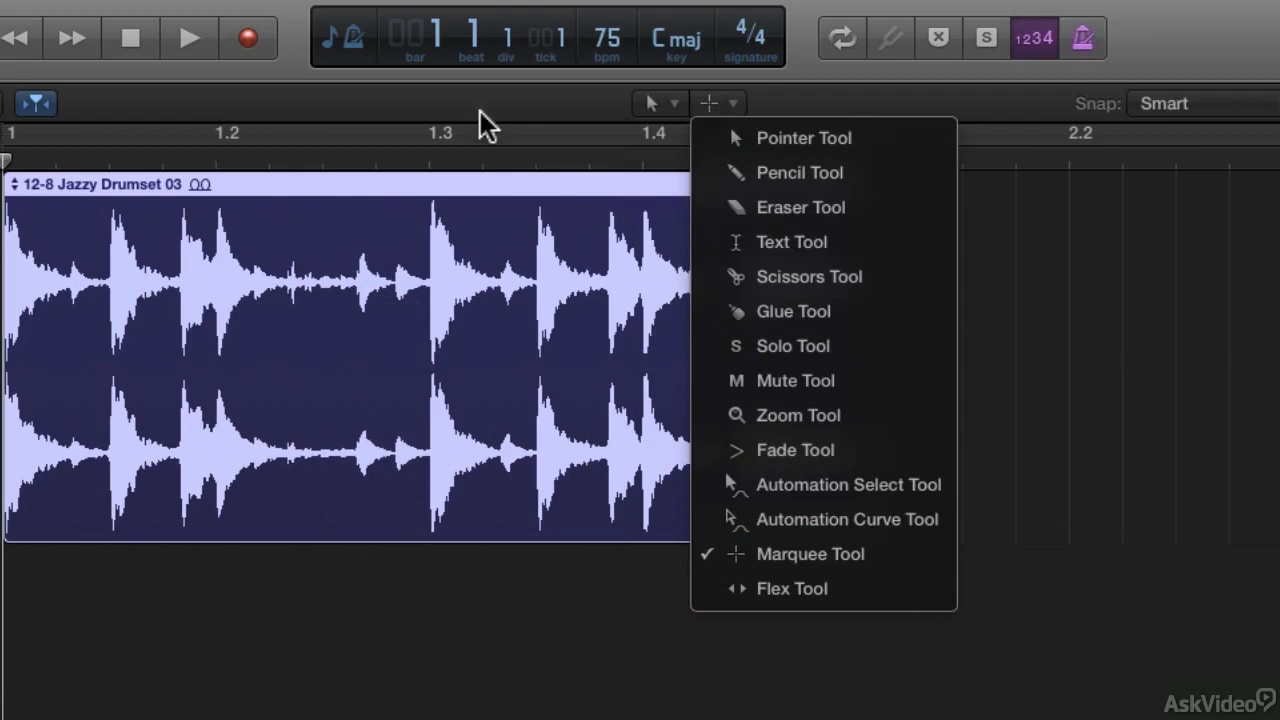 001 1 1 001 75 C maj 4/4
bar beat div tick bpm key signature
S 1234
Snap: Smart
1 1.2 1.3 1.4 2.2
12-8 Jazzy Drumset 03
Pointer Tool
Pencil Tool
Eraser Tool
Text Tool
Scissors Tool
Glue Tool
S Solo Tool
M Mute Tool
Zoom Tool
Fade Tool
Automation Select Tool
Automation Curve Tool
Marquee Tool
Flex Tool
AskVideo